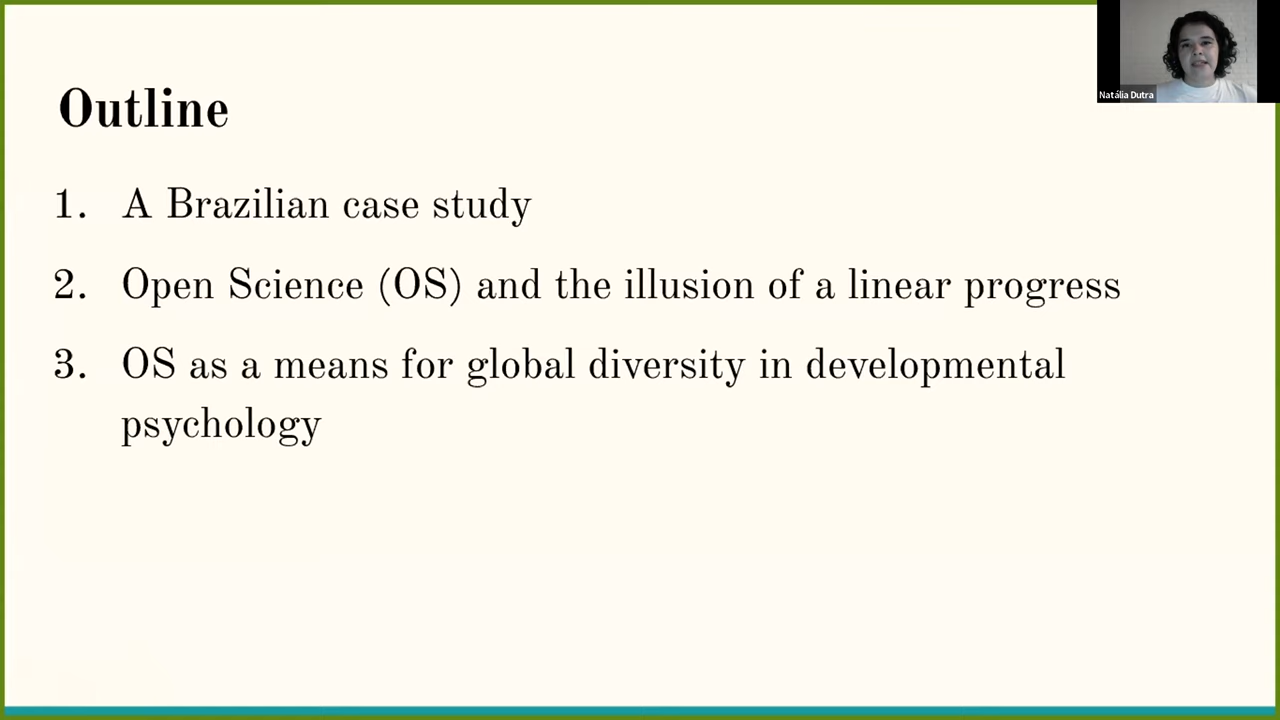 Natália Dutra
Outline
1. A Brazilian case study
2. Open Science (OS) and the illusion of a linear progress
3. OS as a means for global diversity in developmental
psychology